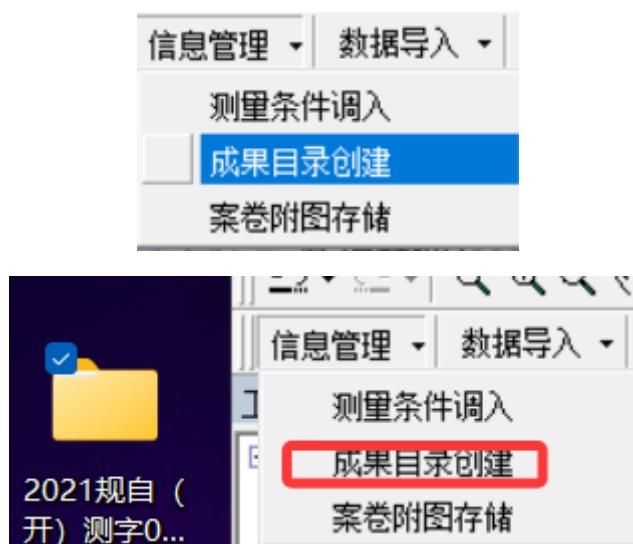 信息管理 数据导入
测量条件调入
成果目录创建
案卷附图存储
信息管理 数据导入
测量条件调入
成果目录创建
案卷附图存储
2021规自（
开）测字0...